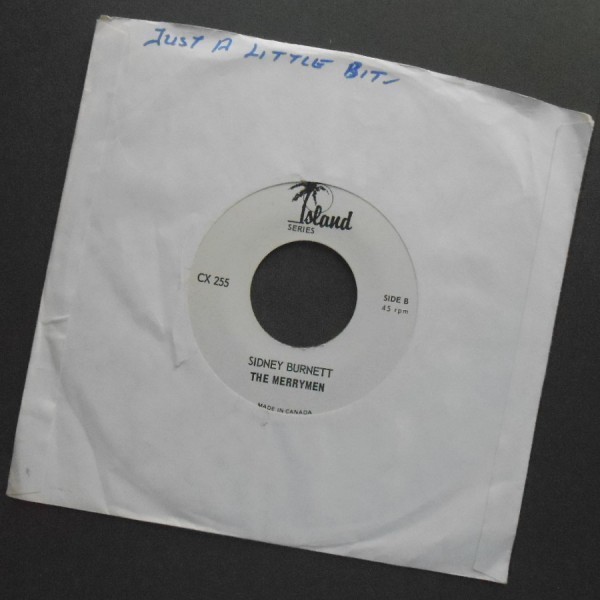 JUST A LITTLE BIT
Island
SERIES
CX 255
SIDE B
45 rpm
SIDNEY BURNETT
THE MERRYMEN
MADE IN CANADA